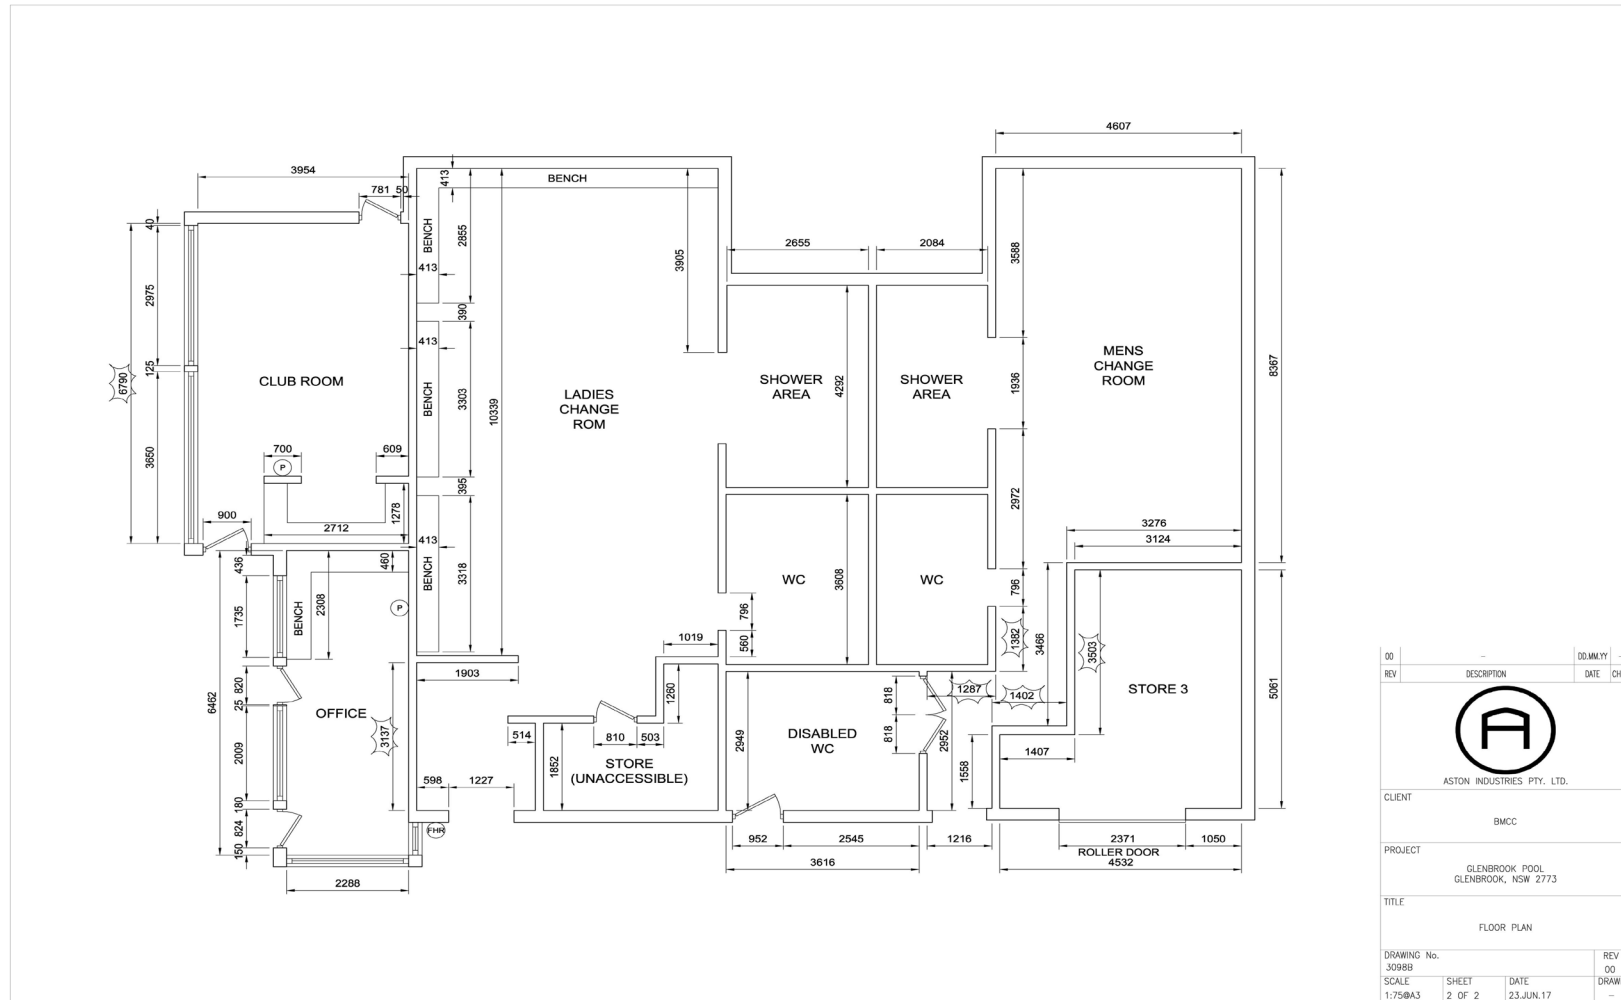 4607
3954
781 50
413
BENCH
40
2975
125
3650
6790
BENCH
2855
413
390
413
BENCH
3303
395
413
BENCH
3318
10339
3905
2655
2084
3588
1936
2972
796
1382
8367
CLUB ROOM
LADIES
CHANGE
ROM
SHOWER
AREA
4292
SHOWER
AREA
MENS
CHANGE
ROOM
700
P
609
1278
2712
900
436
460
1735
BENCH
2308
P
820
25
6462
OFFICE
3137
2009
180
824
150
2288
FHR
598
1227
1903
514
1852
810
503
STORE
(UNACCESSIBLE)
1260
1019
796
560
WC
3608
WC
2949
DISABLED
WC
818
818
2952
1287
1402
3466
3276
3124
3503
STORE 3
5061
1407
1558
952
2545
3616
1216
2371
1050
ROLLER DOOR
4532
00 - DD.MM.YY -
REV DESCRIPTION DATE CH
A
ASTON INDUSTRIES PTY. LTD.
CLIENT
BMCC
PROJECT
GLENBROOK POOL
GLENBROOK, NSW 2773
TITLE
FLOOR PLAN
DRAWING No. REV
3098B 00
SCALE SHEET DATE DRAW
1:75@A3 2 OF 2 23.JUN.17 -